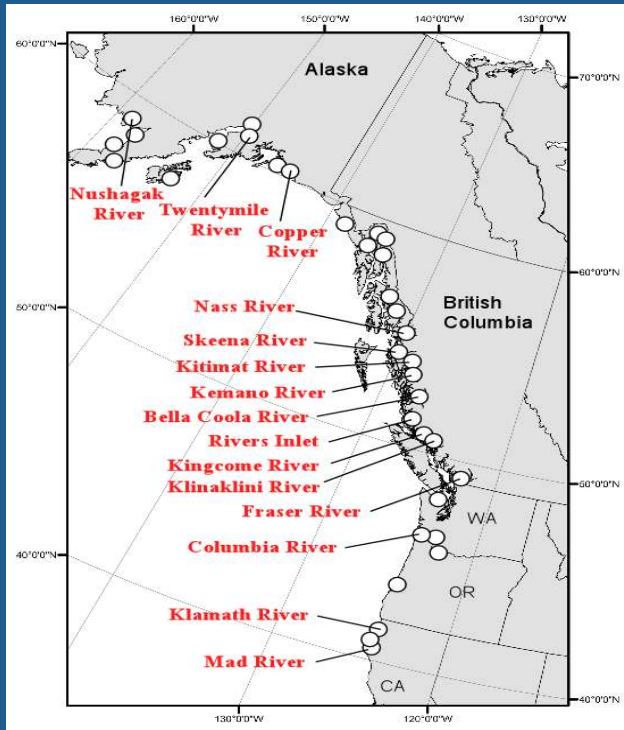 160°0'0"W
150°0'0"W
140°0'0"W
130°0'0"W
60°0'0"N
70°0'0"N
Alaska
Nushagak
River
Twentymile
River
Copper
River
60°0'0"N
50°0'0"N
British
Columbia
Nass River
Skeena River
Kitimat River
Kemano River
Bella Coola River
Rivers Inlet
Kingcome River
Klinaklini River
Fraser River
50°0'0"N
WA
Columbia River
40°0'0"N
OR
Klamath River
Mad River
CA
40°0'0"N
130°0'0"W
120°0'0"W